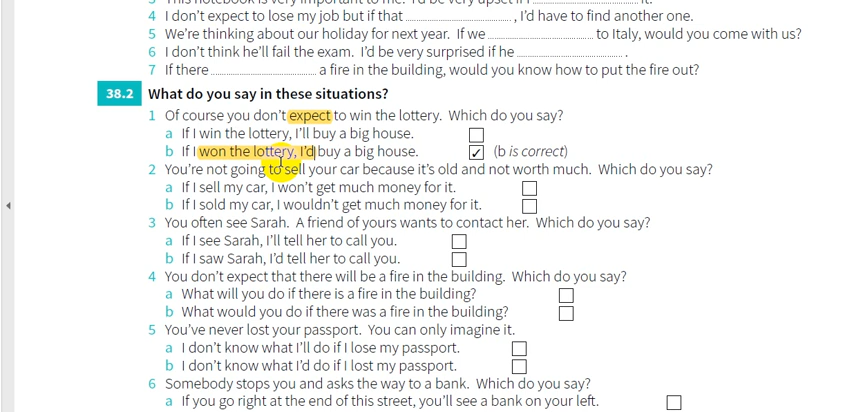 3 This notebook is very important to me. I'd be very upset if I ........ it.
4 I don't expect to lose my job but if that ........ , I'd have to find another one.
5 We're thinking about our holiday for next year. If we ........ to Italy, would you come with us?
6 I don't think he'll fail the exam. I'd be very surprised if he ........ .
7 If there ........ a fire in the building, would you know how to put the fire out?
38.2 What do you say in these situations?
1 Of course you don't expect to win the lottery. Which do you say?
a If I win the lottery, I'll buy a big house.
b If I won the lottery, I'd buy a big house. ✓ (b is correct)
2 You're not going to sell your car because it's old and not worth much. Which do you say?
a If I sell my car, I won't get much money for it.
b If I sold my car, I wouldn't get much money for it.
3 You often see Sarah. A friend of yours wants to contact her. Which do you say?
a If I see Sarah, I'll tell her to call you.
b If I saw Sarah, I'd tell her to call you.
4 You don't expect that there will be a fire in the building. Which do you say?
a What will you do if there is a fire in the building?
b What would you do if there was a fire in the building?
5 You've never lost your passport. You can only imagine it.
a I don't know what I'll do if I lose my passport.
b I don't know what I'd do if I lost my passport.
6 Somebody stops you and asks the way to a bank. Which do you say?
a If you go right at the end of this street, you'll see a bank on your left.